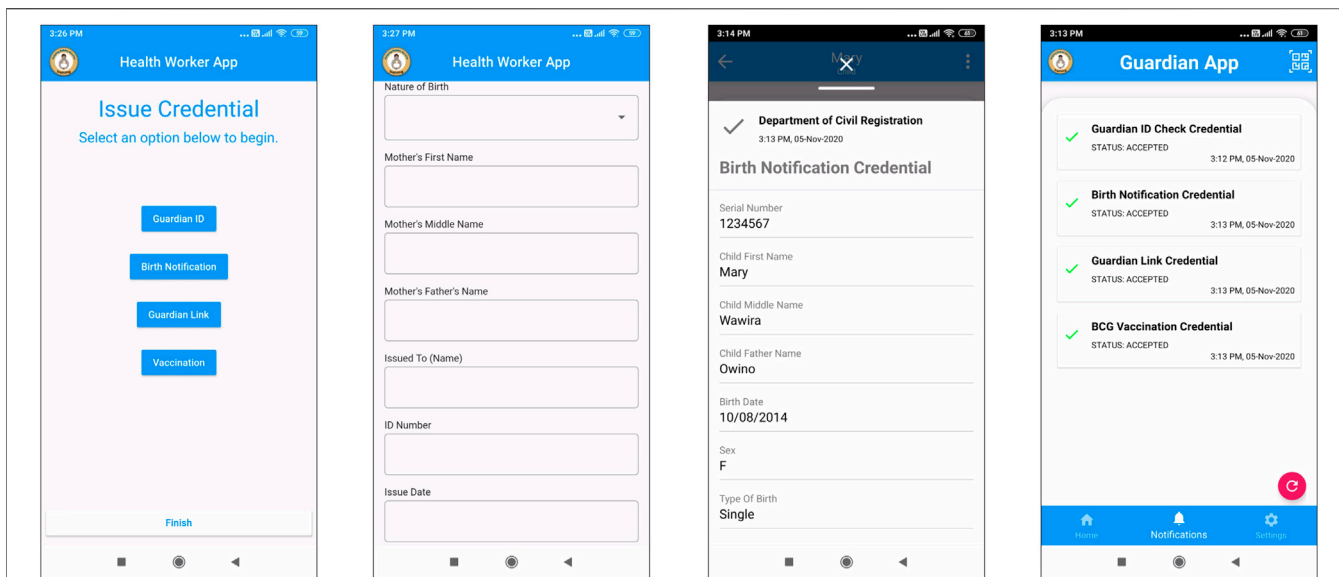 3:26 PM
59
Health Worker App
Issue Credential
Select an option below to begin.
Guardian ID
Birth Notification
Guardian Link
Vaccination
Finish
3:27 PM
59
Health Worker App
Nature of Birth
Mother's First Name
Mother's Middle Name
Mother's Father's Name
Issued To (Name)
ID Number
Issue Date
3:14 PM
61
Mary
Child
Department of Civil Registration
3:13 PM, 05-Nov-2020
Birth Notification Credential
Serial Number
1234567
Child First Name
Mary
Child Middle Name
Wawira
Child Father Name
Owino
Birth Date
10/08/2014
Sex
F
Type Of Birth
Single
3:13 PM
61
Guardian App
Guardian ID Check Credential
STATUS: ACCEPTED
3:12 PM, 05-Nov-2020
Birth Notification Credential
STATUS: ACCEPTED
3:13 PM, 05-Nov-2020
Guardian Link Credential
STATUS: ACCEPTED
3:13 PM, 05-Nov-2020
BCG Vaccination Credential
STATUS: ACCEPTED
3:13 PM, 05-Nov-2020
Home Notifications Settings